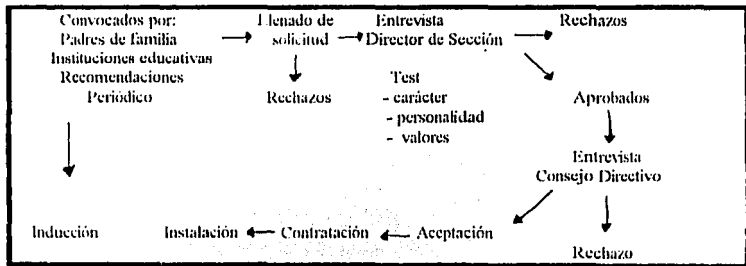 Convocados por:
Padres de familia
Instituciones educativas
Recomendaciones
Periódico
Llenado de
solicitud
Rechazos
Entrevista
Director de Sección
Test
- carácter
- personalidad
- valores
Rechazos
Aprobados
Entrevista
Consejo Directivo
Rechazo
Aceptación
Contratación
Instalación
Inducción